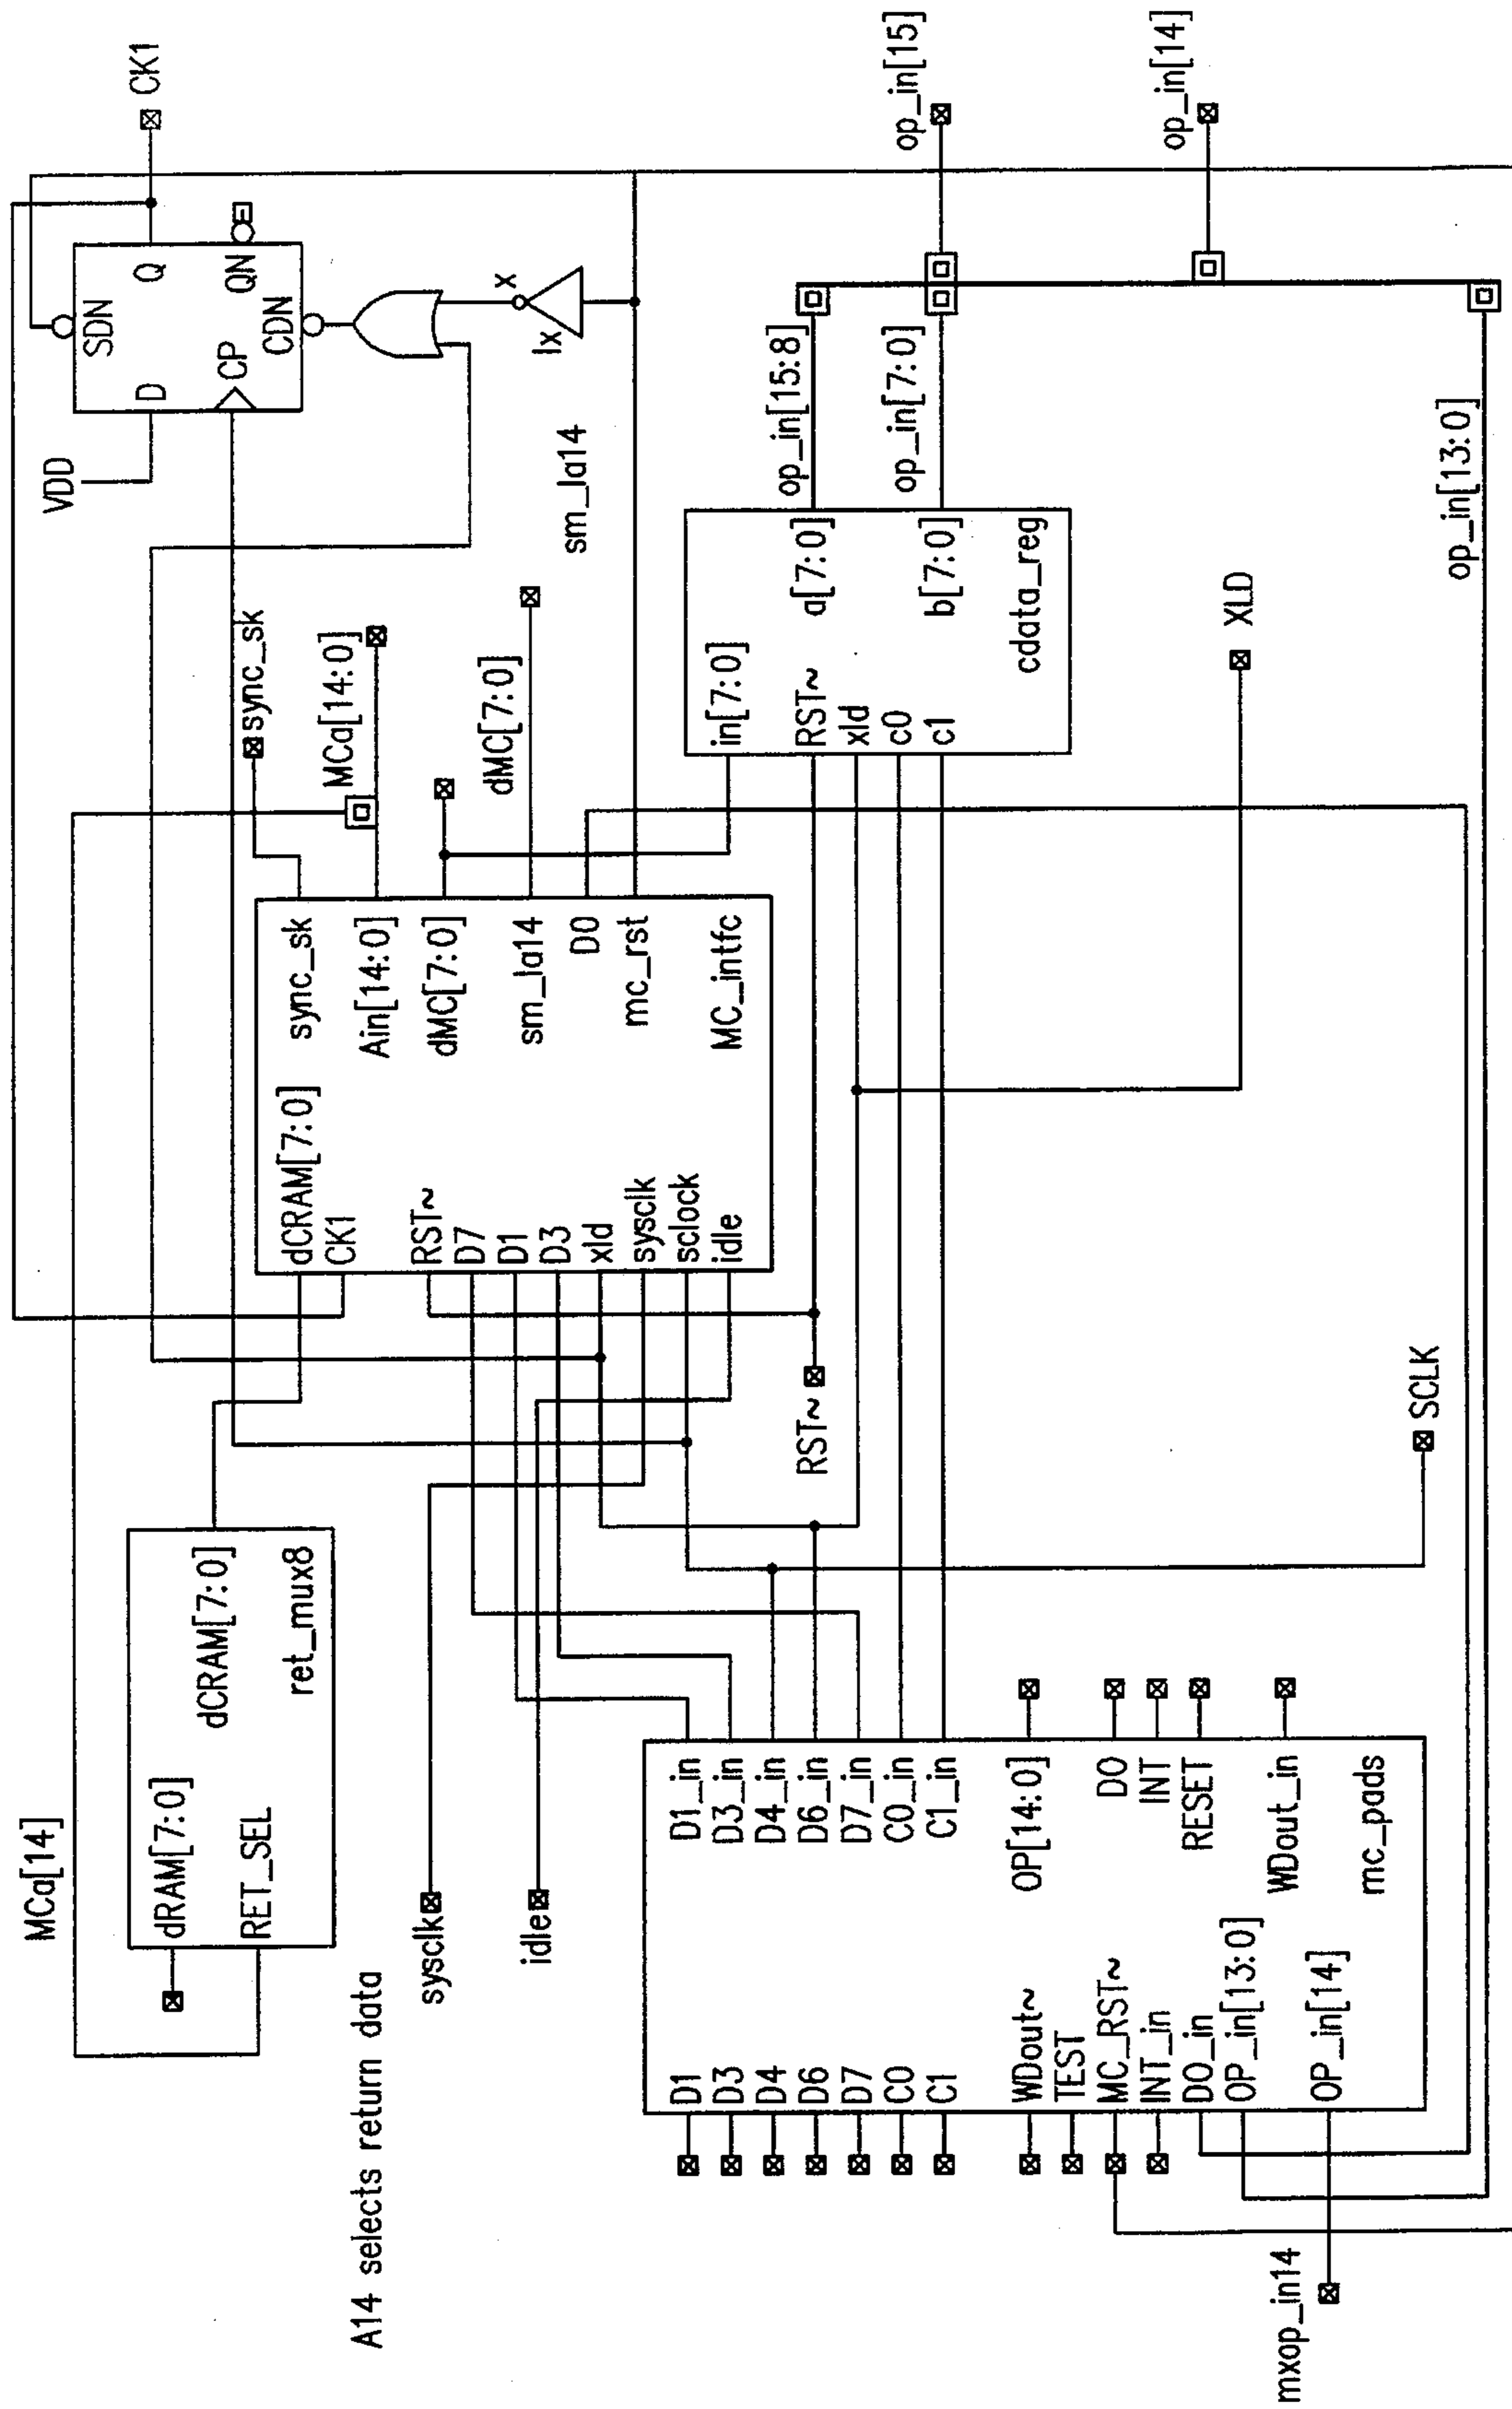 MCa[14]
dRAM[7:0]
RET_SEL
dCRAM[7:0]
ret_mux8
A14 selects return data
sysclk
idle
dCRAM[7:0]
CK1
RST~
D7
D1
D3
xld
sysclk
sclock
idle
sync_sk
Ain[14:0]
dMC[7:0]
sm_la14
D0
mc_rst
MC_intfc
sync_sk
MCa[14:0]
dMC[7:0]
sm_la14
VDD
D
SDN
Q
CP
CDN
QN
CK1
Ix
x
D1
D3
D4
D6
D7
C0
C1
WDout~
TEST
MC_RST~
INT_in
DO_in
OP_in[13:0]
OP_in[14]
D1_in
D3_in
D4_in
D6_in
D7_in
C0_in
C1_in
OP[14:0]
DO
INT
RESET
WDout_in
mc_pads
mxop_in14
RST~
SCLK
XLD
in[7:0]
RST~
xld
c0
c1
a[7:0]
b[7:0]
cdata_reg
op_in[15:8]
op_in[7:0]
op_in[15]
op_in[14]
op_in[13:0]